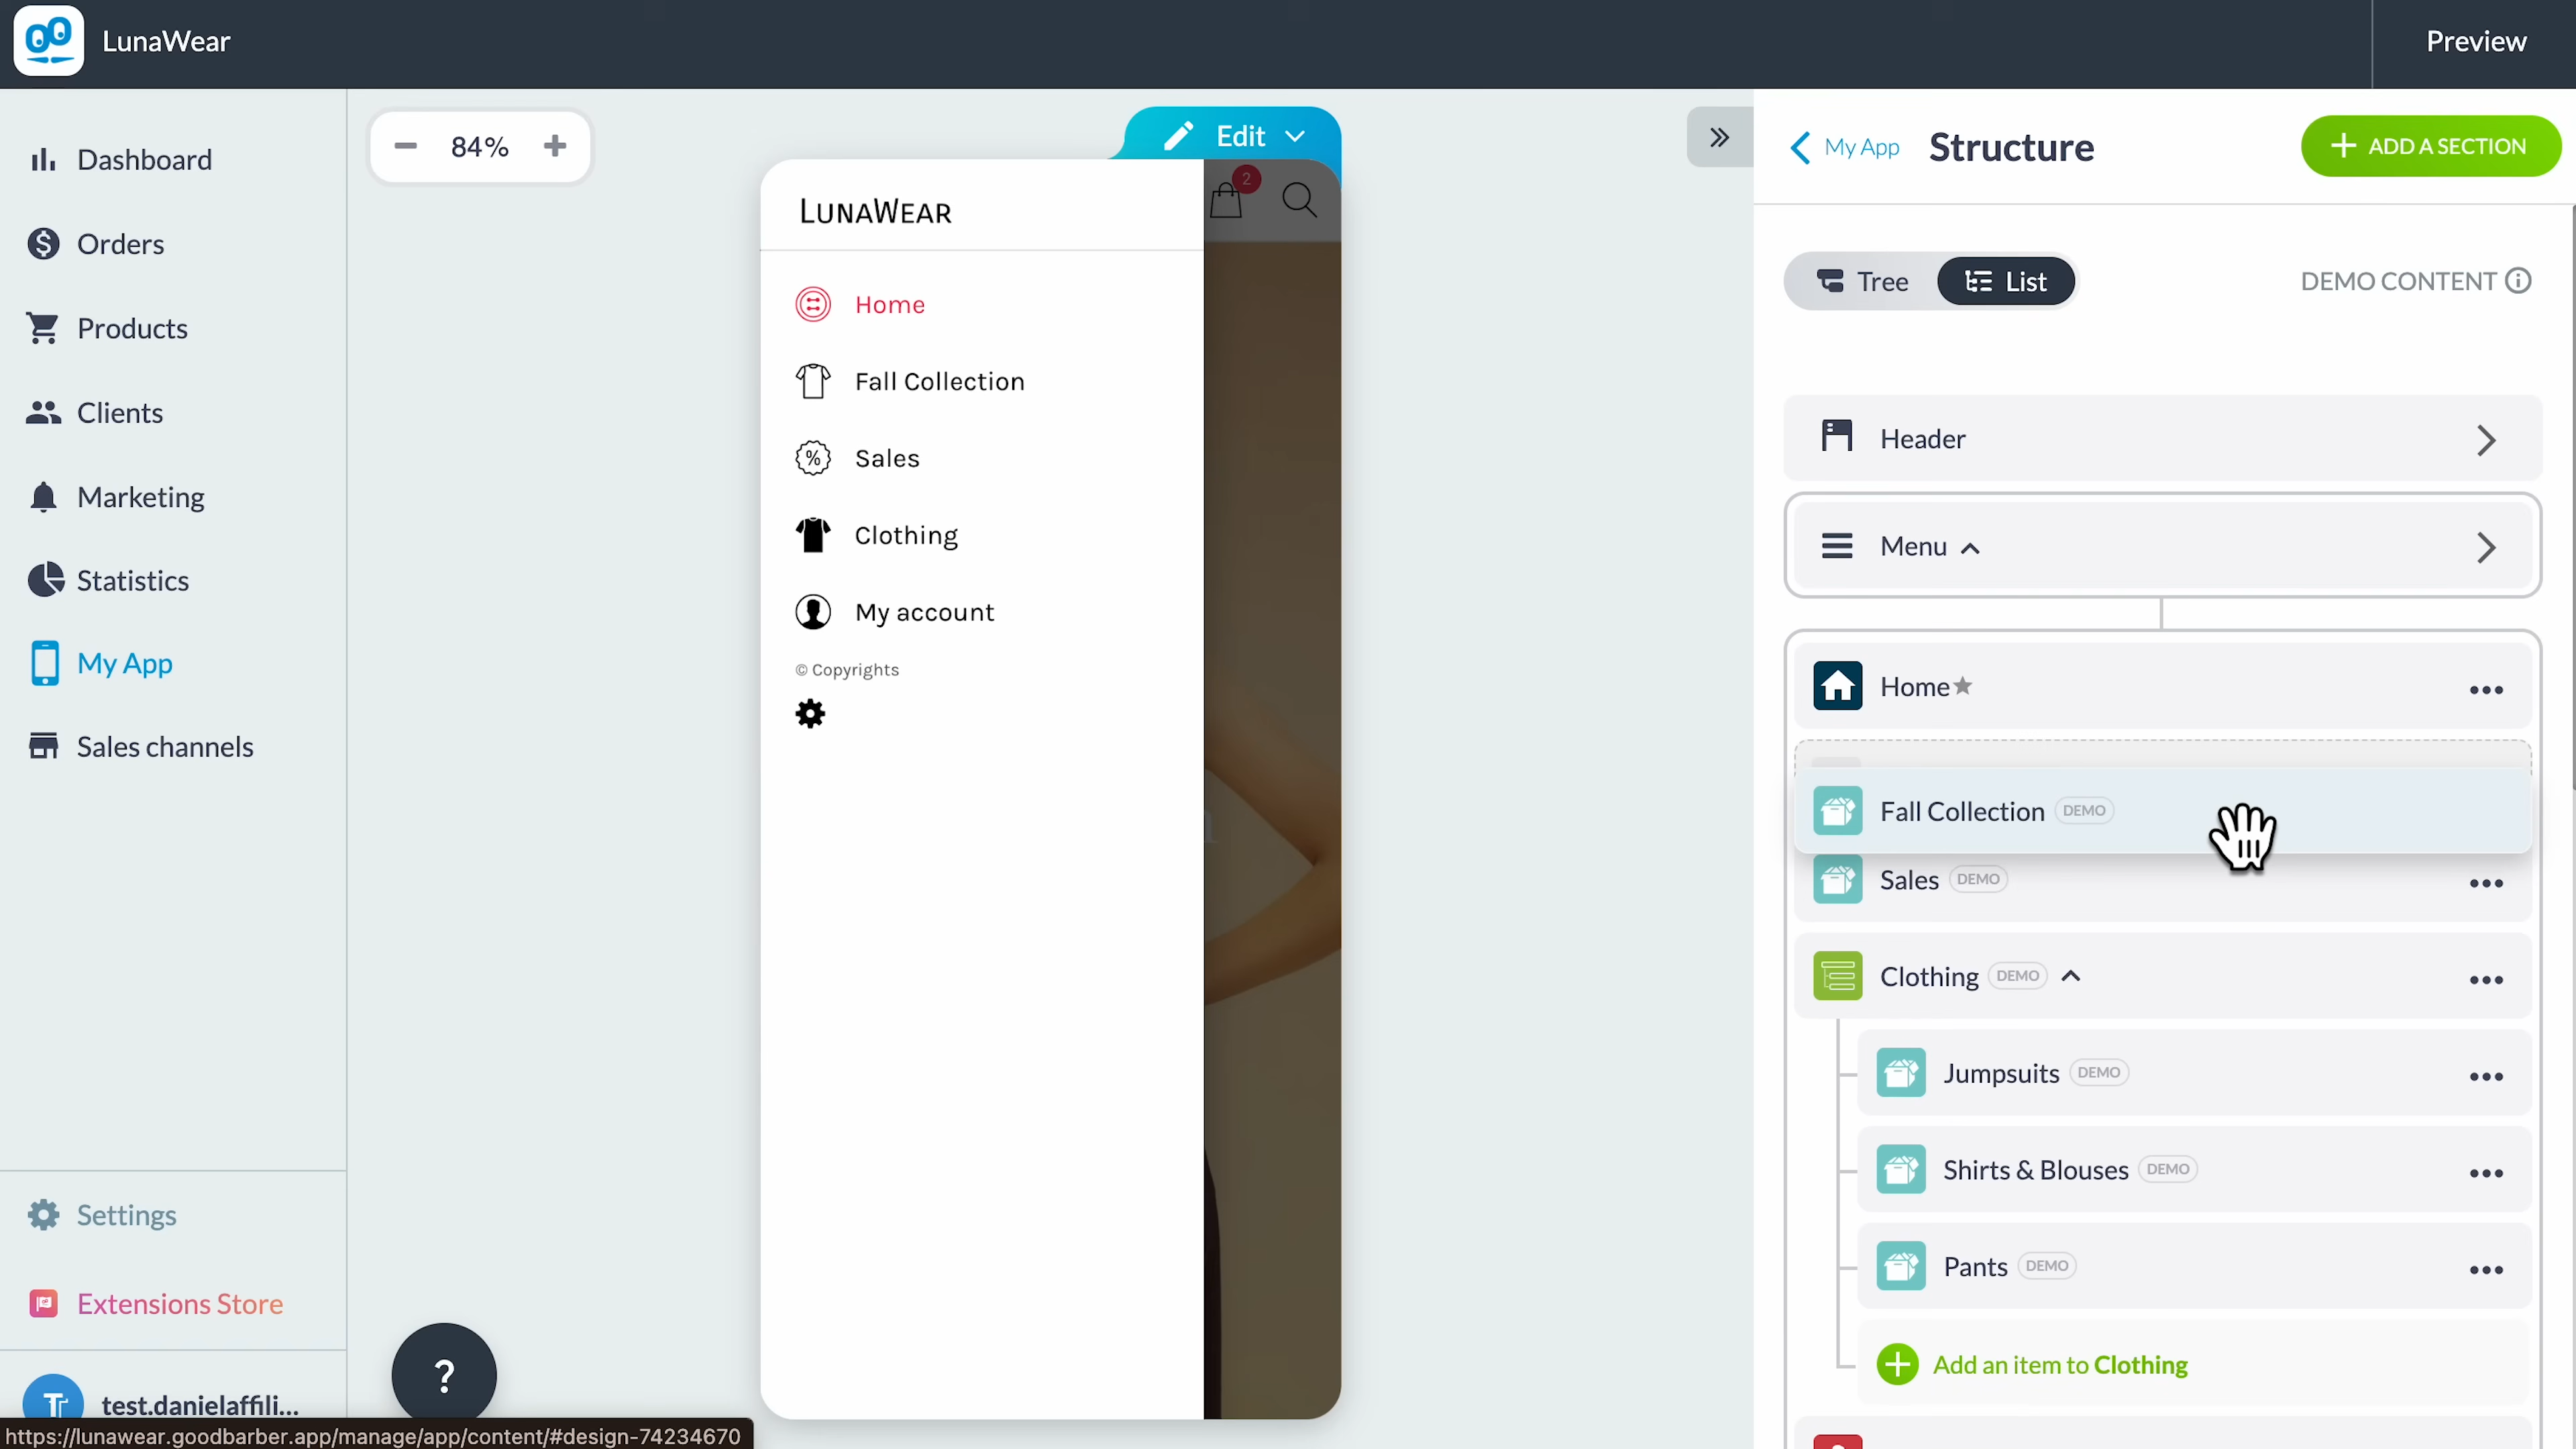 LunaWear
Preview
Dashboard
Orders
Products
Clients
Marketing
Statistics
My App
Sales channels
Settings
Extensions Store
T
test.danielaffili...
https://lunawear.goodbarber.app/manage/app/content/#design-74234670
84%
?
Edit
2
LUNAWEAR
Home
Fall Collection
% Sales
Clothing
My account
© Copyrights
My App
Structure
+ ADD A SECTION
Tree
List
DEMO CONTENT
Header
Menu
Home
Fall Collection DEMO
Sales DEMO
Clothing DEMO
Jumpsuits DEMO
Shirts & Blouses DEMO
Pants DEMO
Add an item to Clothing